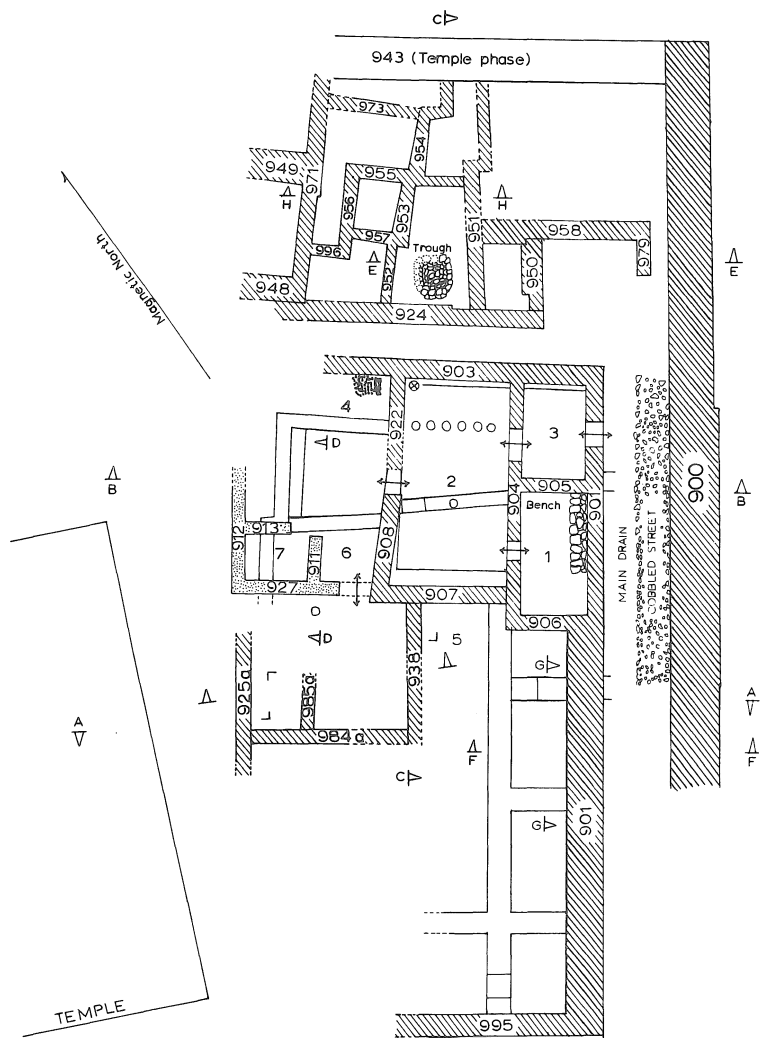 C
943 (Temple phase)
973
954
949
971
955
H
H
956
953
951
958
957
996
Trough
E
952
950
979
E
948
924
Magnetic North
903
4
922
D
3
2
B
904
905
901
900
B
O
Bench
912
913
908
7
911
6
1
927
907
906
MAIN DRAIN
COBBLED STREET
O
D
5
938
G
925a
985a
A
A
984a
F
F
C
901
G
TEMPLE
995